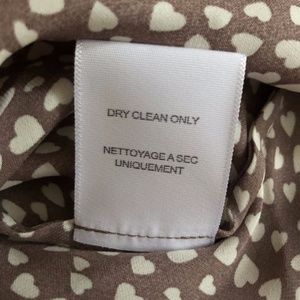 DRY CLEAN ONLY
NETTOYAGE A SEC
UNIQUEMENT